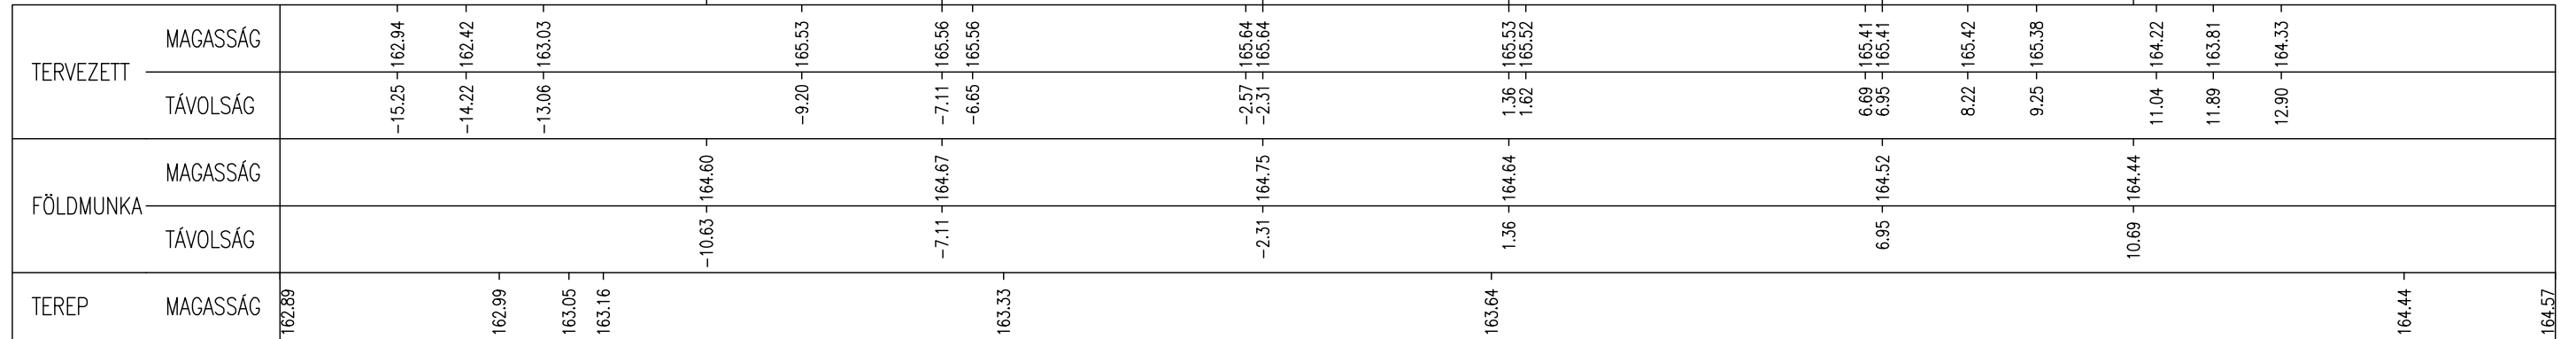 TERVEZETT
MAGASSÁG 162.94 162.42 163.03 165.53 165.56 165.56 165.64 165.64 165.53 165.52 165.41 165.41 165.42 165.38 164.22 163.81 164.33
TÁVOLSÁG -15.25 -14.22 -13.06 -9.20 -7.11 -6.65 -2.57 -2.31 1.36 1.62 6.69 6.95 8.22 9.25 11.04 11.89 12.90
FÖLDMUNKA
MAGASSÁG 164.60 164.67 164.75 164.64 164.52 164.44
TÁVOLSÁG -10.63 -7.11 -2.31 1.36 6.95 10.69
TEREP MAGASSÁG 162.89 162.99 163.05 163.16 163.33 163.64 164.44 164.57